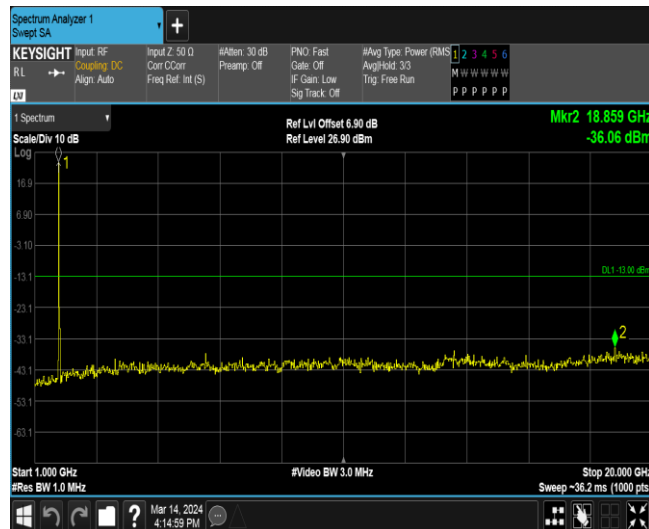 Spectrum Analyzer 1
Swept SA
+
KEYSIGHT
RL
LXI
Input: RF
Coupling: DC
Align: Auto
Input Z: 50 Ω
Corr CCorr
Freq Ref: Int (S)
#Atten: 30 dB
Preamp: Off
PNO: Fast
Gate: Off
IF Gain: Low
Sig Track: Off
#Avg Type: Power (RMS
Avg|Hold: 3/3
Trig: Free Run
1 2 3 4 5 6
M W W W W W
P P P P P P
1 Spectrum
Scale/Div 10 dB
Log
Ref Lvl Offset 6.90 dB
Ref Level 26.90 dBm
Mkr2 18.859 GHz
-36.06 dBm
1
16.9
6.90
-3.10
-13.1
DL1 -13.00 dBm
-23.1
-33.1
2
-43.1
-53.1
-63.1
Start 1.000 GHz
#Res BW 1.0 MHz
#Video BW 3.0 MHz
Stop 20.000 GHz
Sweep ~36.2 ms (1000 pts)
?
Mar 14, 2024
4:14:59 PM